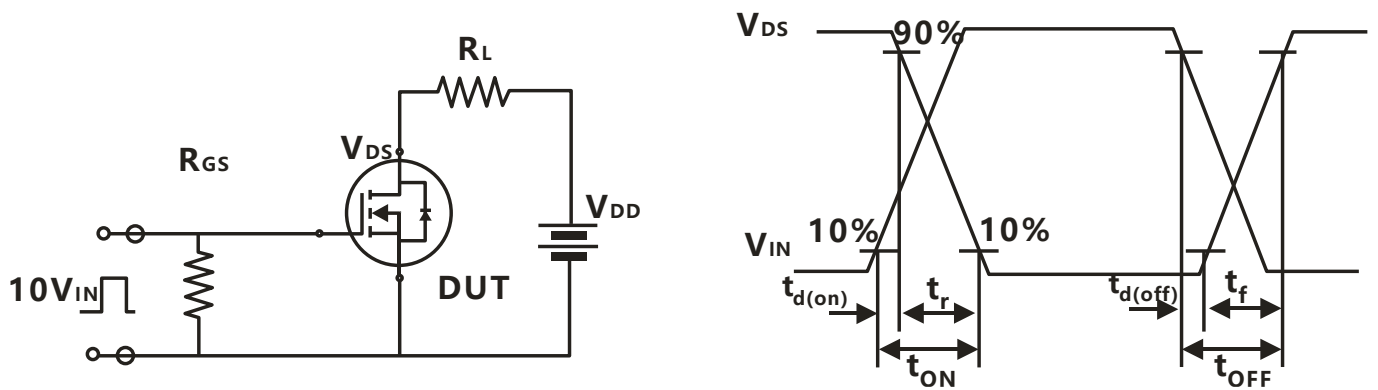 RL
RGS
VDS
VDD
10VIN
DUT
VDS
90%
VIN
10%
10%
td(on)
tr
td(off)
tf
tON
tOFF